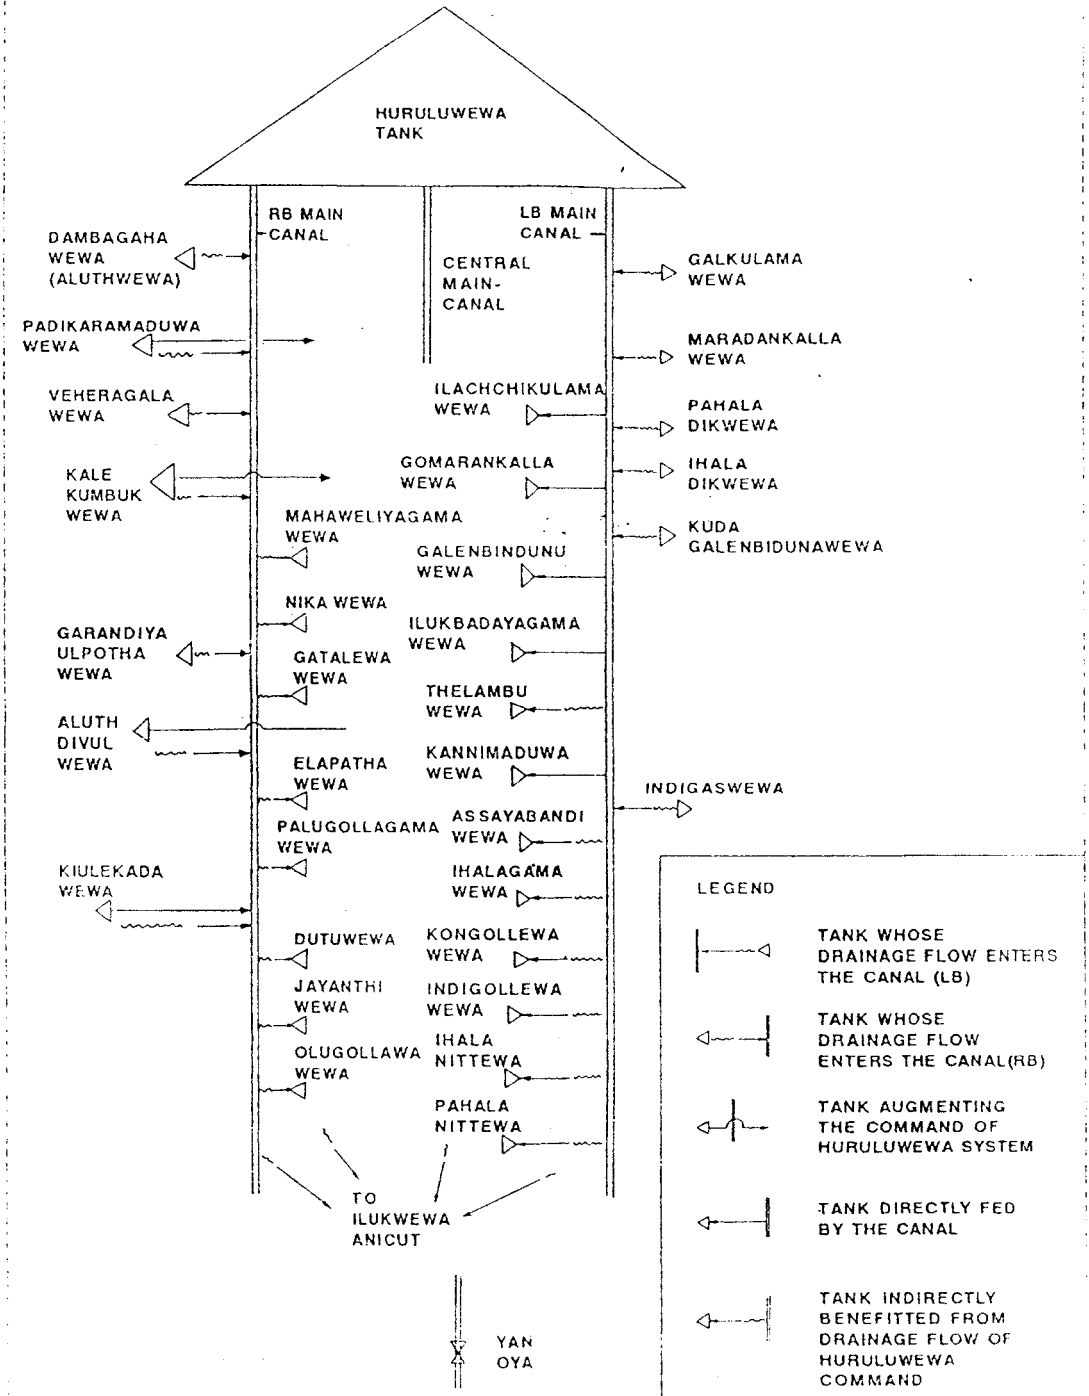 HURULUWEWA
TANK
RB MAIN
CANAL
LB MAIN
CANAL
CENTRAL
MAIN-
CANAL
DAMBAGAHA
WEWA
(ALUTHWEWA)
PADIKARAMADUWA
WEWA
VEHERAGALA
WEWA
KALE
KUMBUK
WEWA
GARANDIYA
ULPOTHA
WEWA
ALUTH
DIVUL
WEWA
KIULEKADA
WEWA
MAHAWELIYAGAMA
WEWA
NIKA WEWA
GATALEWA
WEWA
ELAPATHA
WEWA
PALUGOLLAGAMA
WEWA
DUTUWEWA
JAYANTHI
WEWA
OLUGOLLAWA
WEWA
ILACHCHIKULAMA
WEWA
GOMARANKALLA
WEWA
GALENBINDUNU
WEWA
ILUKBADAYAGAMA
WEWA
THELAMBU
WEWA
KANNIMADUWA
WEWA
ASSAYABANDI
WEWA
IHALAGAMA
WEWA
KONGOLLEWA
WEWA
INDIGOLLEWA
WEWA
IHALA
NITTEWA
PAHALA
NITTEWA
GALKULAMA
WEWA
MARADANKALLA
WEWA
PAHALA
DIKWEWA
IHALA
DIKWEWA
KUDA
GALENBIDUNAWEWA
INDIGASWEWA
TO
ILUKWEWA
ANICUT
YAN
OYA
LEGEND
TANK WHOSE
DRAINAGE FLOW ENTERS
THE CANAL (LB)
TANK WHOSE
DRAINAGE FLOW
ENTERS THE CANAL(RB)
TANK AUGMENTING
THE COMMAND OF
HURULUWEWA SYSTEM
TANK DIRECTLY FED
BY THE CANAL
TANK INDIRECTLY
BENEFITTED FROM
DRAINAGE FLOW OF
HURULUWEWA
COMMAND